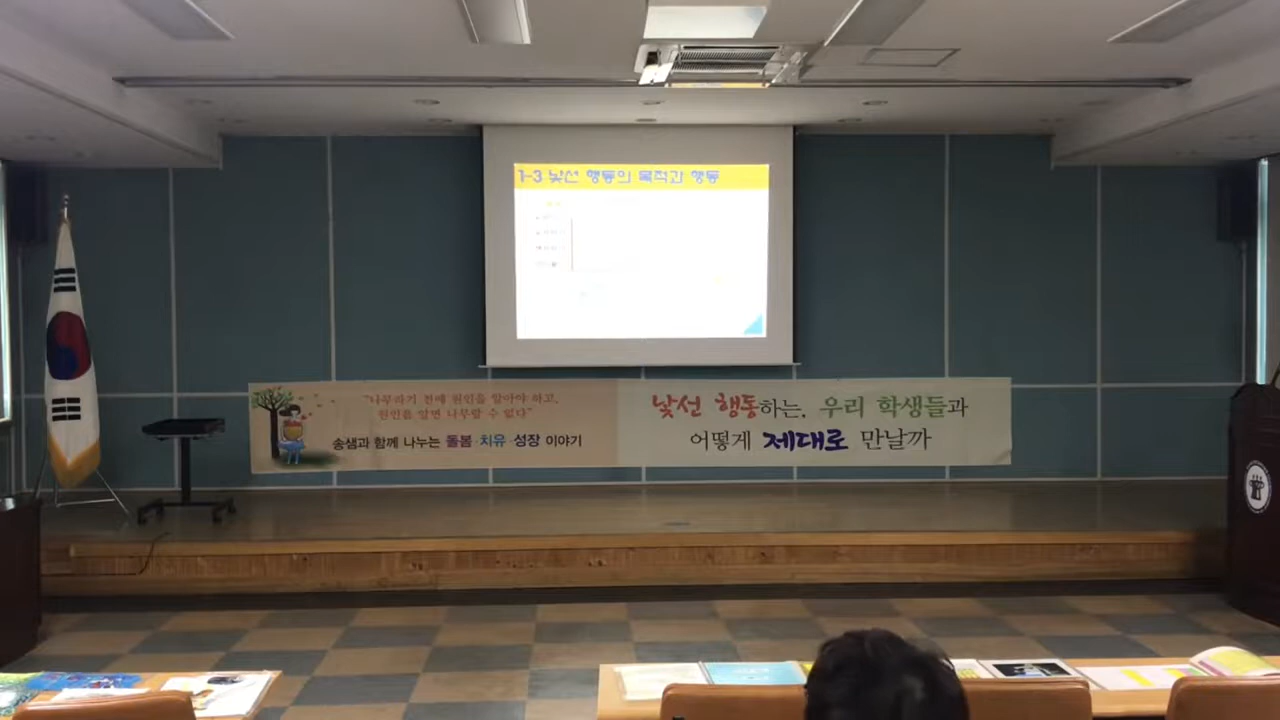 1-3 낯선 행동의 목적과 행동
"나무라기 전에 원인을 알아야 하고,
원인을 알면 나무랄 수 없다"
송샘과 함께 나누는 돌봄·치유·성장 이야기
낯선 행동하는, 우리 학생들과
어떻게 제대로 만날까